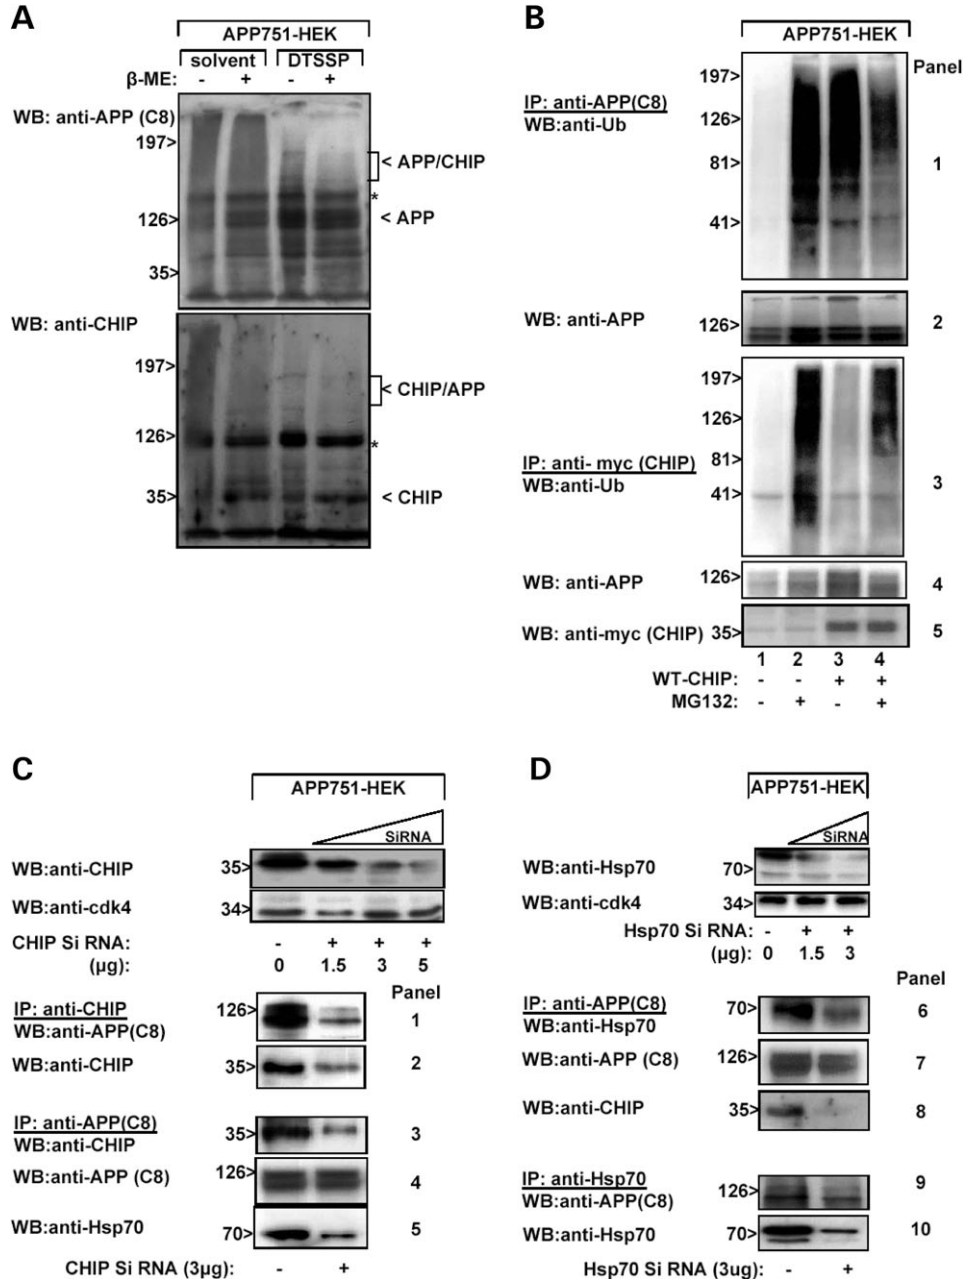 A
APP751-HEK
solvent DTSSP
β-ME: - + - +
WB: anti-APP (C8)
197>
< APP/CHIP
*
126> < APP
35>
WB: anti-CHIP
197>
< CHIP/APP
126> *
35> < CHIP
B
APP751-HEK
Panel
IP: anti-APP(C8)
WB:anti-Ub
197>
126>
81> 1
41>
WB: anti-APP 126> 2
197>
126>
IP: anti- myc (CHIP)
WB:anti-Ub
81>
41> 3
WB: anti-APP 126> 4
WB: anti-myc (CHIP) 35> 5
1 2 3 4
WT-CHIP: - - + +
MG132: - + - +
C
APP751-HEK
SiRNA
WB:anti-CHIP 35>
WB:anti-cdk4 34>
CHIP Si RNA: - + + +
(μg): 0 1.5 3 5
Panel
IP: anti-CHIP
WB:anti-APP(C8) 126> 1
WB:anti-CHIP 35> 2
IP: anti-APP(C8)
WB:anti-CHIP 35> 3
WB:anti-APP (C8) 126> 4
WB:anti-Hsp70 70> 5
CHIP Si RNA (3μg): - +
D
APP751-HEK
SiRNA
WB:anti-Hsp70 70>
WB:anti-cdk4 34>
Hsp70 Si RNA: - + +
(μg): 0 1.5 3
Panel
IP: anti-APP(C8)
WB:anti-Hsp70 70> 6
WB:anti-APP (C8) 126> 7
WB:anti-CHIP 35> 8
IP: anti-Hsp70
WB:anti-APP(C8) 126> 9
WB:anti-Hsp70 70> 10
Hsp70 Si RNA (3ug): - +